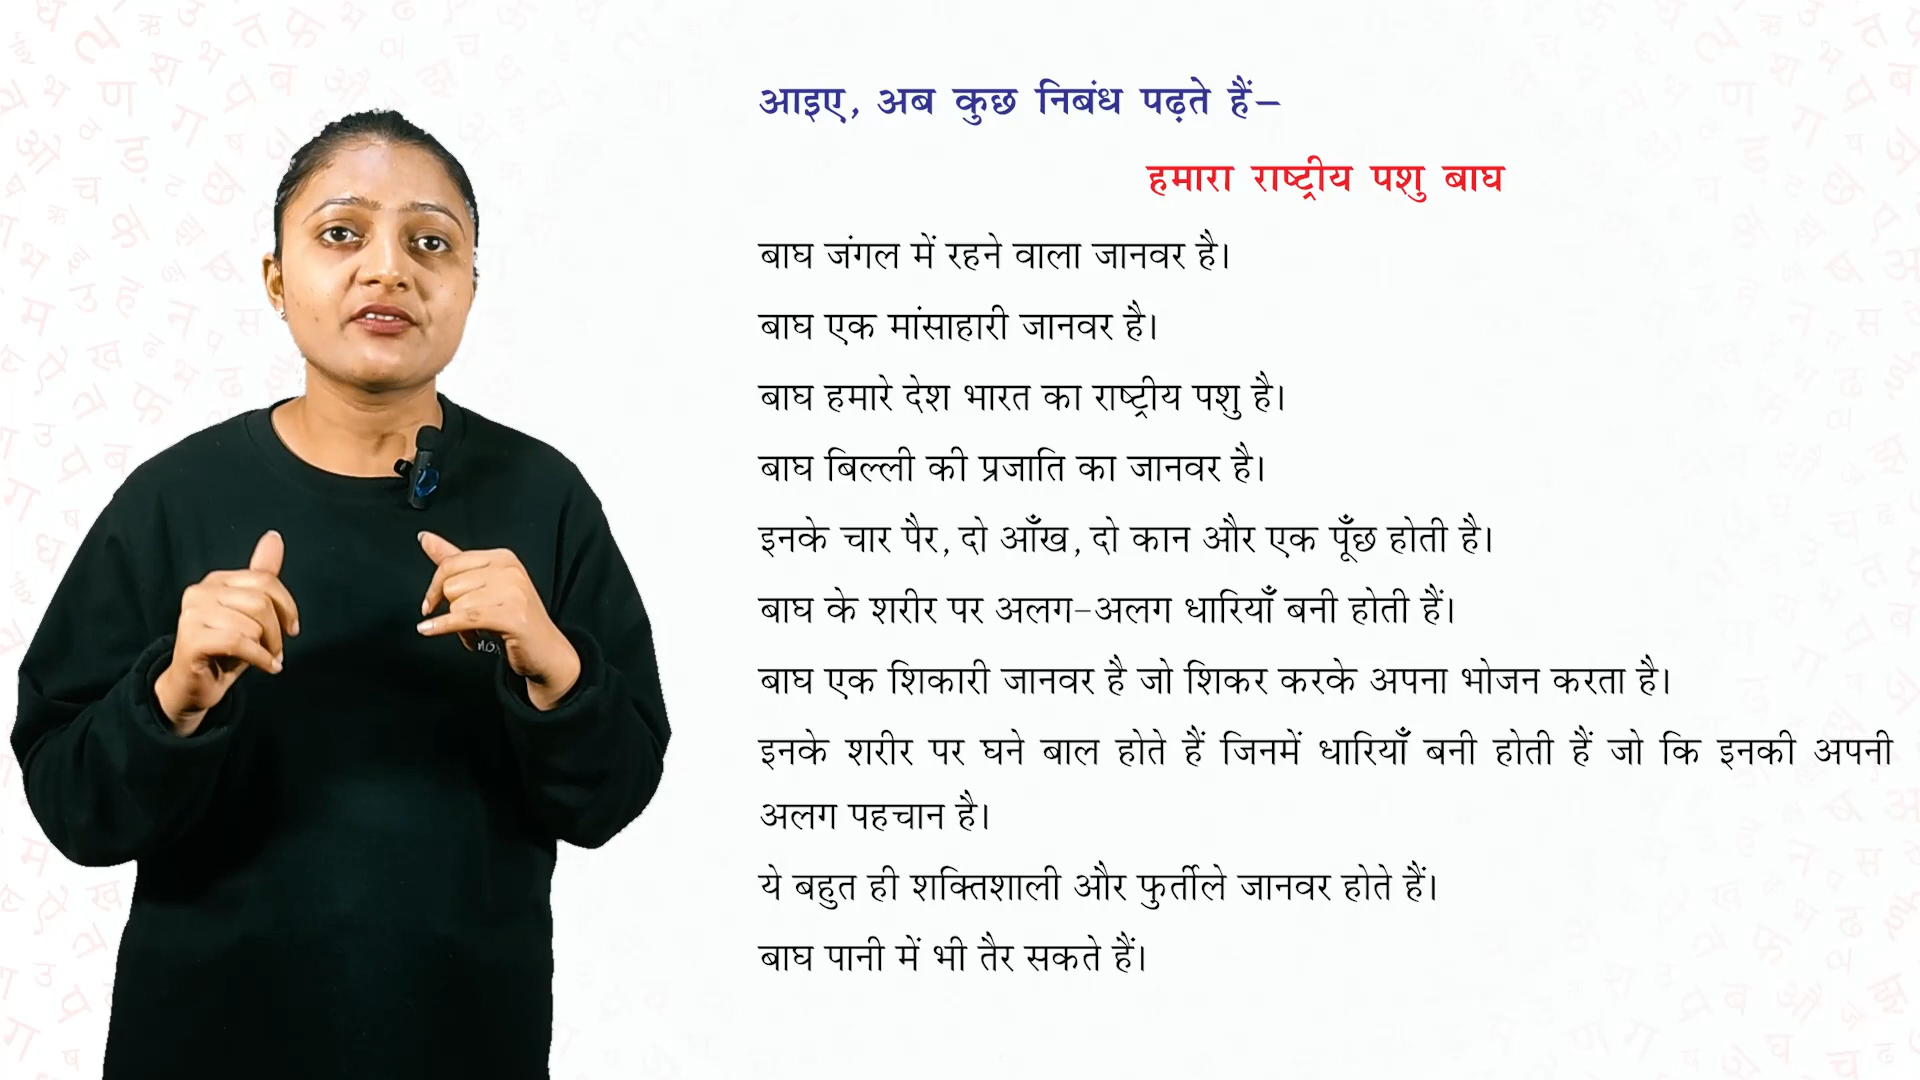 आइए, अब कुछ निबंध पढ़ते हैं–
हमारा राष्ट्रीय पशु बाघ
बाघ जंगल में रहने वाला जानवर है।
बाघ एक मांसाहारी जानवर है।
बाघ हमारे देश भारत का राष्ट्रीय पशु है।
बाघ बिल्ली की प्रजाति का जानवर है।
इनके चार पैर, दो आँख, दो कान और एक पूँछ होती है।
बाघ के शरीर पर अलग-अलग धारियाँ बनी होती हैं।
बाघ एक शिकारी जानवर है जो शिकर करके अपना भोजन करता है।
इनके शरीर पर घने बाल होते हैं जिनमें धारियाँ बनी होती हैं जो कि इनकी अपनी
अलग पहचान है।
ये बहुत ही शक्तिशाली और फुर्तीले जानवर होते हैं।
बाघ पानी में भी तैर सकते हैं।